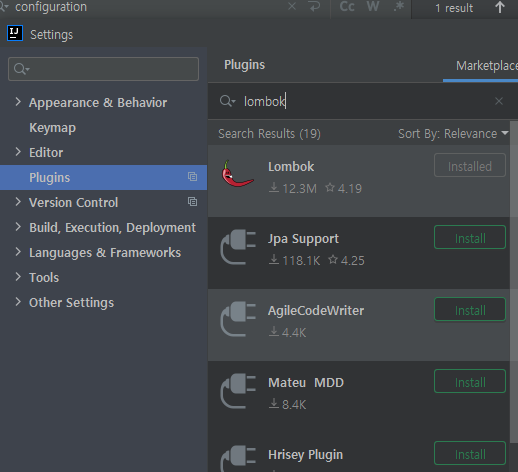 configuration
Cc W .* 1 result
IJ Settings
Plugins
Marketplace
lombok
Appearance & Behavior
Keymap
Editor
Plugins
Version Control
Build, Execution, Deployment
Languages & Frameworks
Tools
Other Settings
Search Results (19) Sort By: Relevance
Lombok
Installed
12.3M 4.19
Jpa Support
Install
118.1K 4.25
AgileCodeWriter
Install
4.4K
Mateu MDD
Install
8.4K
Hrisey Plugin
Install